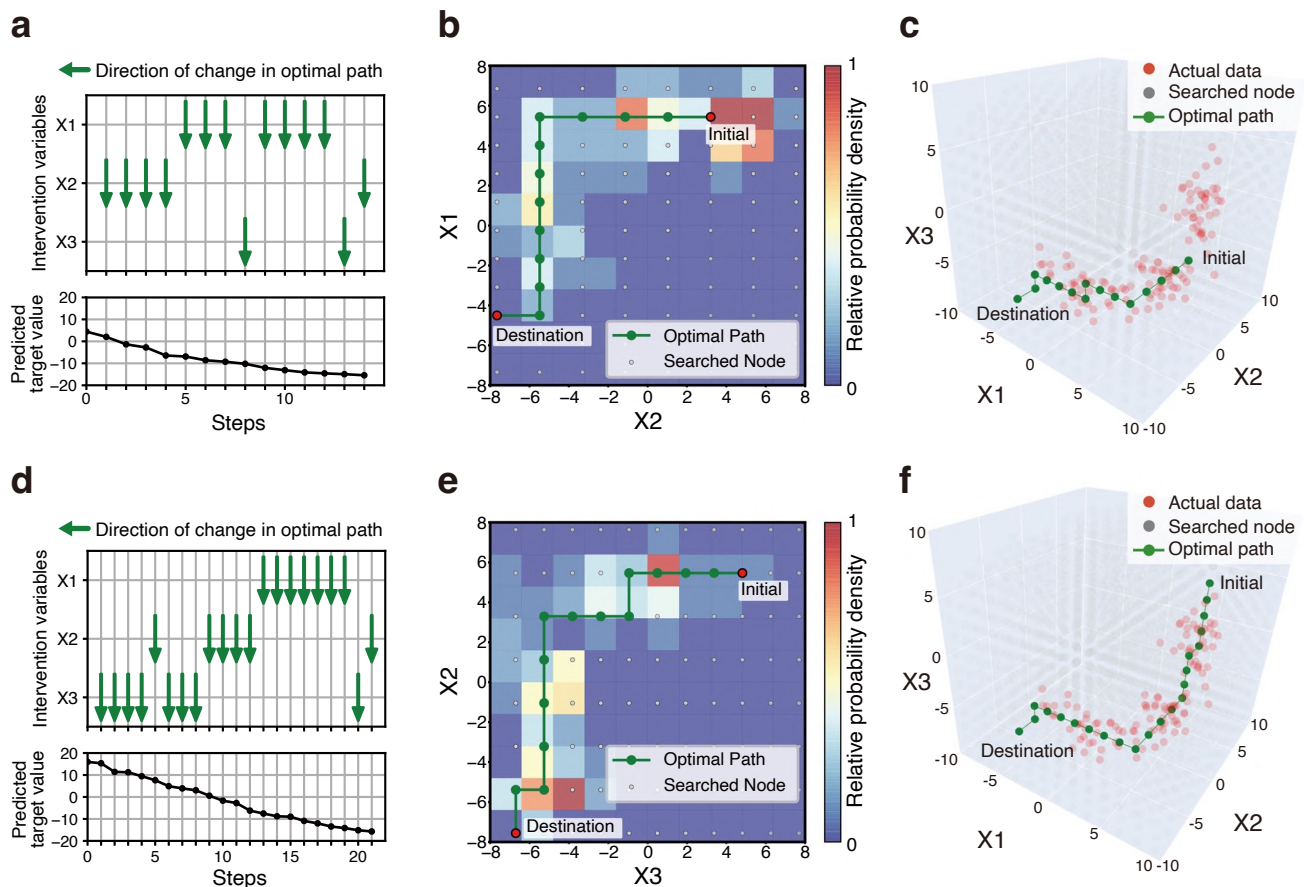 a
Direction of change in optimal path
Intervention variables
X1
X2
X3
Predicted
target value
20
10
0
−10
−20
0
5
10
Steps
b
8
6
4
2
0
−2
−4
−6
−8
X1
−8
−6
−4
−2
0
2
4
6
8
X2
Initial
Destination
Optimal Path
Searched Node
Relative probability density
1
0
c
Actual data
Searched node
Optimal path
10
5
0
X3
-5
-10
Initial
Destination
-5
0
5
10
X1
-10
-5
0
5
10
X2
d
Direction of change in optimal path
Intervention variables
X1
X2
X3
Predicted
target value
20
10
0
−10
−20
0
5
10
15
20
Steps
e
8
6
4
2
0
−2
−4
−6
−8
X2
−8
−6
−4
−2
0
2
4
6
8
X3
Initial
Destination
Optimal Path
Searched Node
Relative probability density
1
0
f
Actual data
Searched node
Optimal path
10
5
0
X3
-5
-10
Initial
Destination
-5
0
5
10
X1
-10
-5
0
5
10
X2